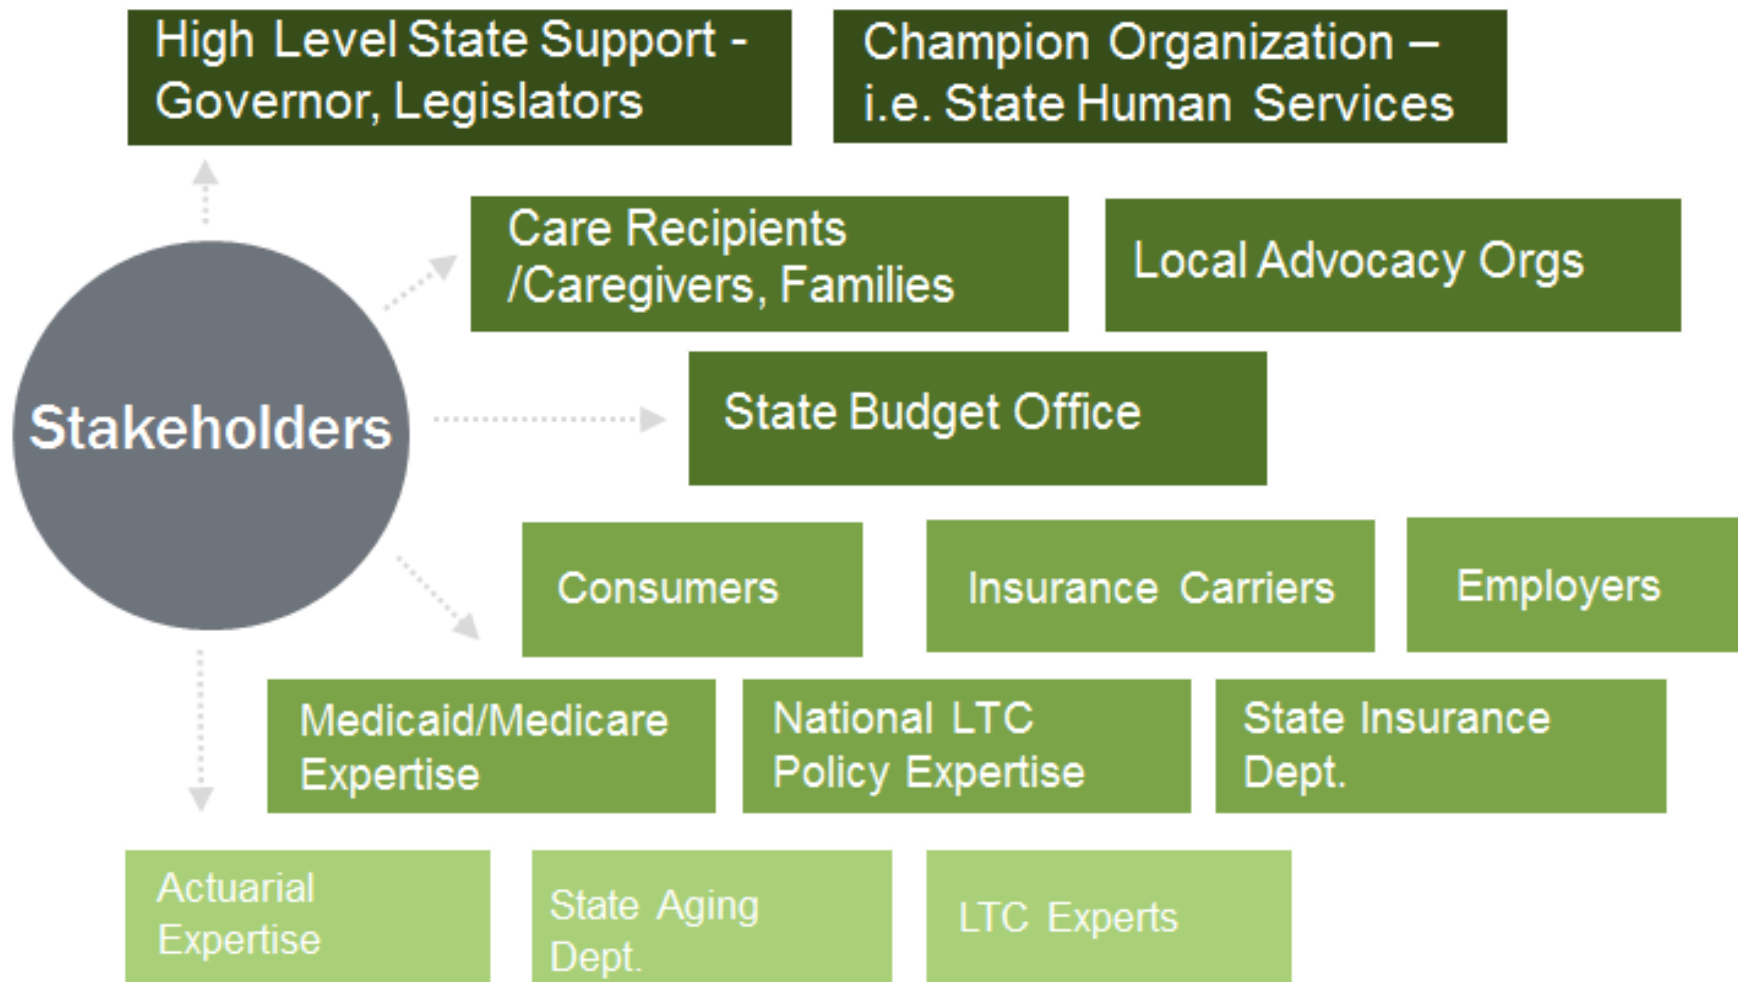 High Level State Support -
Governor, Legislators
Champion Organization –
i.e. State Human Services
Care Recipients
/Caregivers, Families
Local Advocacy Orgs
Stakeholders
State Budget Office
Consumers
Insurance Carriers
Employers
Medicaid/Medicare
Expertise
National LTC
Policy Expertise
State Insurance
Dept.
Actuarial
Expertise
State Aging
Dept.
LTC Experts